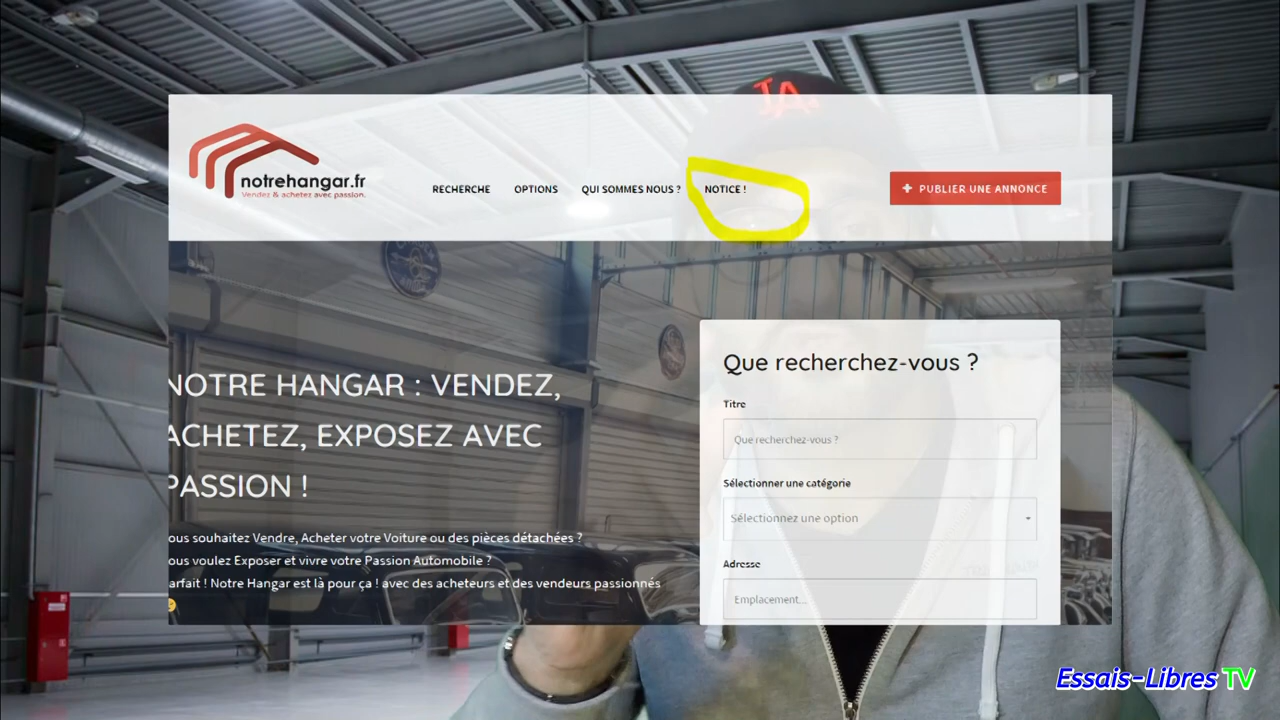 LA
notrehangar.fr
Vendez & achetez avec passion.
RECHERCHE
OPTIONS
QUI SOMMES NOUS ?
NOTICE !
+ PUBLIER UNE ANNONCE
NOTRE HANGAR : VENDEZ,
ACHETEZ, EXPOSEZ AVEC
PASSION !
ous souhaitez Vendre, Acheter votre Voiture ou des pièces détachées ?
ous voulez Exposer et vivre votre Passion Automobile ?
arfait ! Notre Hangar est là pour ça ! avec des acheteurs et des vendeurs passionnés
Que recherchez-vous ?
Titre
Que recherchez-vous ?
Sélectionner une catégorie
Sélectionnez une option
Adresse
Emplacement...
Essais-Libres TV